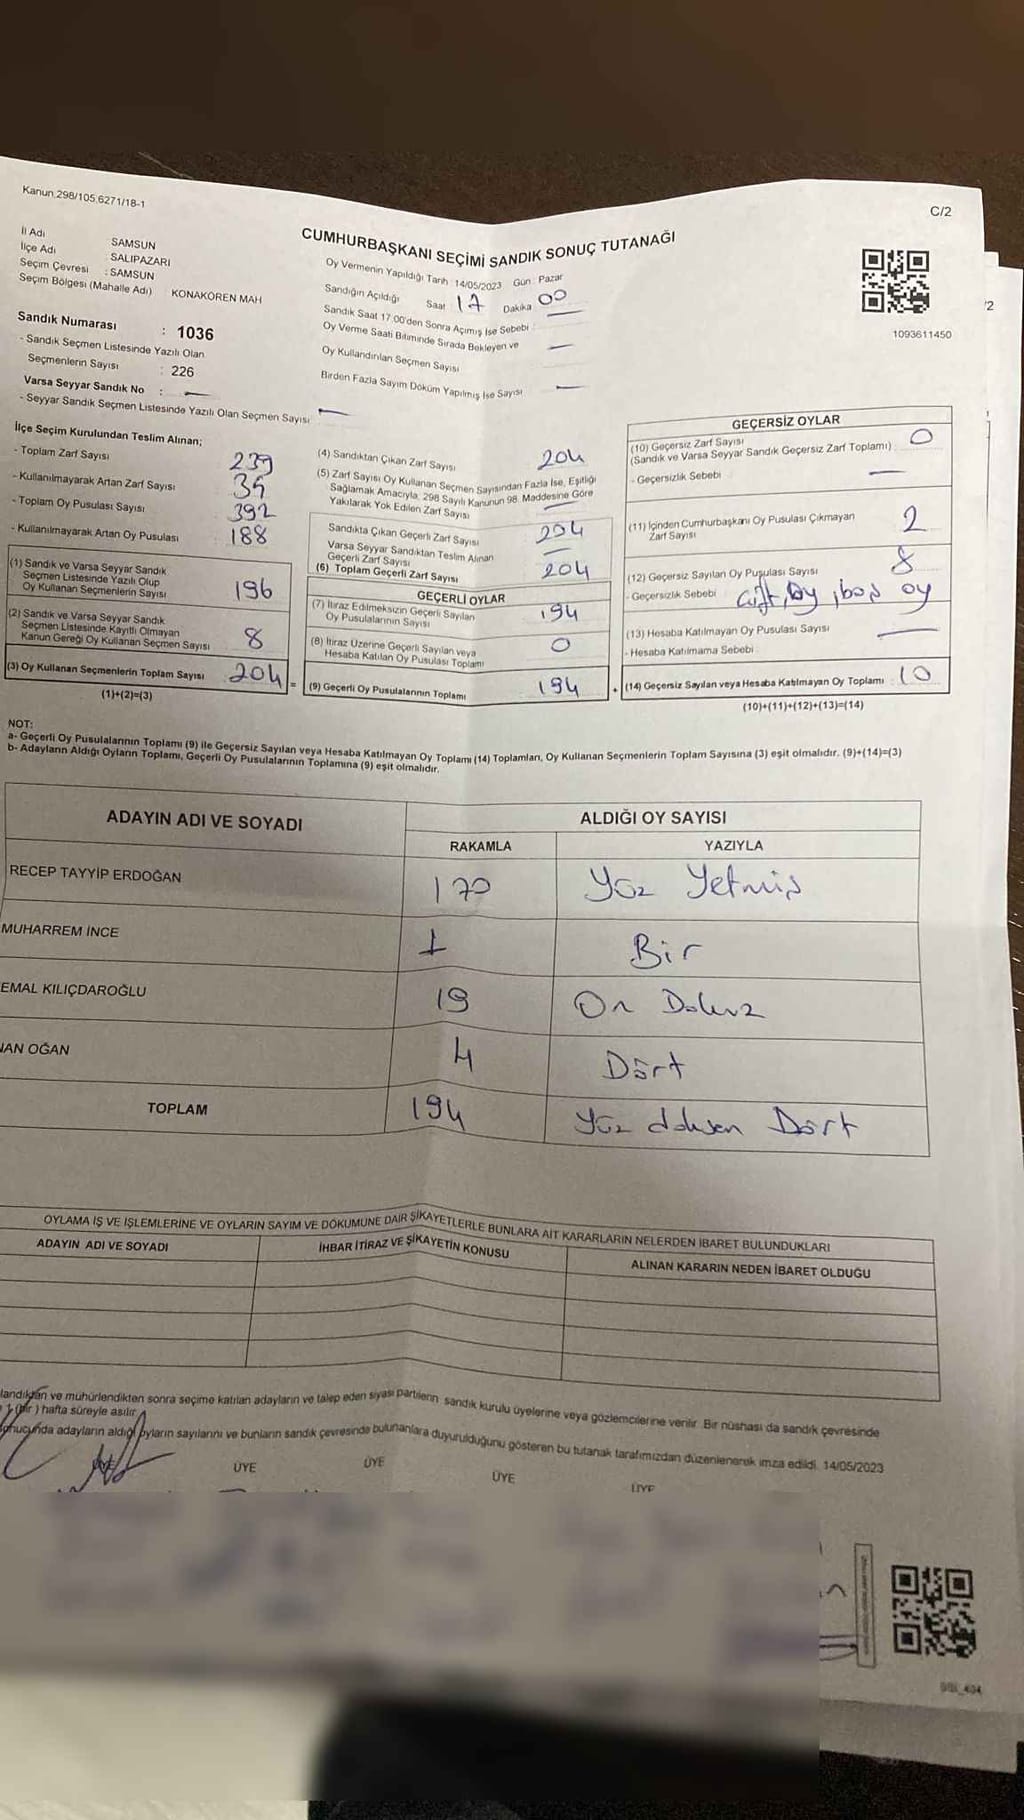 Kanun.298/105.6271/18-1
C/2
CUMHURBAŞKANI SEÇİMİ SANDIK SONUÇ TUTANAĞI
İl Adı SAMSUN
İlçe Adı : SALIPAZARI
Seçim Çevresi : SAMSUN
Seçim Bölgesi (Mahalle Adı) : KONAKÖREN MAH
Sandık Numarası : 1036
- Sandık Seçmen Listesinde Yazılı Olan
Seçmenlerin Sayısı : 226
Varsa Seyyar Sandık No : —
- Seyyar Sandık Seçmen Listesinde Yazılı Olan Seçmen Sayısı —
Oy Vermenin Yapıldığı Tarih : 14/05/2023 Gün : Pazar
Sandığın Açıldığı Saat 17 Dakika 00
Sandık Saat 17.00'den Sonra Açımış İse Sebebi : —
Oy Verme Saati Bitiminde Sırada Bekleyen ve
Oy Kullandırılan Seçmen Sayısı —
Birden Fazla Sayım Döküm Yapılmış İse Sayısı —
1093611450
/2
İlçe Seçim Kurulundan Teslim Alınan;
- Toplam Zarf Sayısı 239
- Kullanılmayarak Artan Zarf Sayısı 35
- Toplam Oy Pusulası Sayısı 392
- Kullanılmayarak Artan Oy Pusulası 188
(1) Sandık ve Varsa Seyyar Sandık
Seçmen Listesinde Yazılı Olup
Oy Kullanan Seçmenlerin Sayısı 196
(2) Sandık ve Varsa Seyyar Sandık
Seçmen Listesinde Kayıtlı Olmayan
Kanun Gereği Oy Kullanan Seçmen Sayısı 8
(3) Oy Kullanan Seçmenlerin Toplam Sayısı 204 =
(1)+(2)=(3)
(4) Sandıktan Çıkan Zarf Sayısı 204
(5) Zarf Sayısı Oy Kullanan Seçmen Sayısından Fazla İse, Eşitliği
Sağlamak Amacıyla, 298 Sayılı Kanunun 98. Maddesine Göre
Yakılarak Yok Edilen Zarf Sayısı —
Sandıkta Çıkan Geçerli Zarf Sayısı 204
Varsa Seyyar Sandıktan Teslim Alınan
Geçerli Zarf Sayısı —
(6) Toplam Geçerli Zarf Sayısı 204
GEÇERLİ OYLAR
(7) İtiraz Edilmeksizin Geçerli Sayılan
Oy Pusulalarının Sayısı 194
(8) İtiraz Üzerine Geçerli Sayılan veya
Hesaba Katılan Oy Pusulası Toplamı 0
(9) Geçerli Oy Pusulalarının Toplamı 194 +
GEÇERSİZ OYLAR
(10) Geçersiz Zarf Sayısı
(Sandık ve Varsa Seyyar Sandık Geçersiz Zarf Toplamı) 0
- Geçersizlik Sebebi —
(11) İçinden Cumhurbaşkanı Oy Pusulası Çıkmayan
Zarf Sayısı 2
(12) Geçersiz Sayılan Oy Pusulası Sayısı 8
- Geçersizlik Sebebi çift oy, boş oy
(13) Hesaba Katılmayan Oy Pusulası Sayısı —
- Hesaba Katılmama Sebebi
(14) Geçersiz Sayılan veya Hesaba Katılmayan Oy Toplamı : 10
(10)+(11)+(12)+(13)=(14)
NOT:
a- Geçerli Oy Pusulalarının Toplamı (9) ile Geçersiz Sayılan veya Hesaba Katılmayan Oy Toplamı (14) Toplamları, Oy Kullanan Seçmenlerin Toplam Sayısına (3) eşit olmalıdır. (9)+(14)=(3)
b- Adayların Aldığı Oyların Toplamı, Geçerli Oy Pusulalarının Toplamına (9) eşit olmalıdır.
ADAYIN ADI VE SOYADI ALDIĞI OY SAYISI
RAKAMLA YAZIYLA
RECEP TAYYİP ERDOĞAN 170 Yüz Yetmiş
MUHARREM İNCE 1 Bir
EMAL KILIÇDAROĞLU 19 On Dokuz
NAN OĞAN 4 Dört
TOPLAM 194 Yüz doksan Dört
OYLAMA İŞ VE İŞLEMLERİNE VE OYLARIN SAYIM VE DÖKÜMÜNE DAİR ŞİKAYETLERLE BUNLARA AİT KARARLARIN NELERDEN İBARET BULUNDUKLARI
ADAYIN ADI VE SOYADI İHBAR İTİRAZ VE ŞİKAYETİN KONUSU ALINAN KARARIN NEDEN İBARET OLDUĞU
landıktan ve mühürlendikten sonra seçime katılan adayların ve talep eden siyasi partilerin sandık kurulu üyelerine veya gözlemcilerine verilir. Bir nüshası da sandık çevresinde
1 (bir) hafta süreyle asılır.
onucunda adayların aldığı oyların sayılarını ve bunların sandık çevresinde bulunanlara duyurulduğunu gösteren bu tutanak tarafımızdan düzenlenerek imza edildi. 14/05/2023
ÜYE ÜYE ÜYE ÜYE